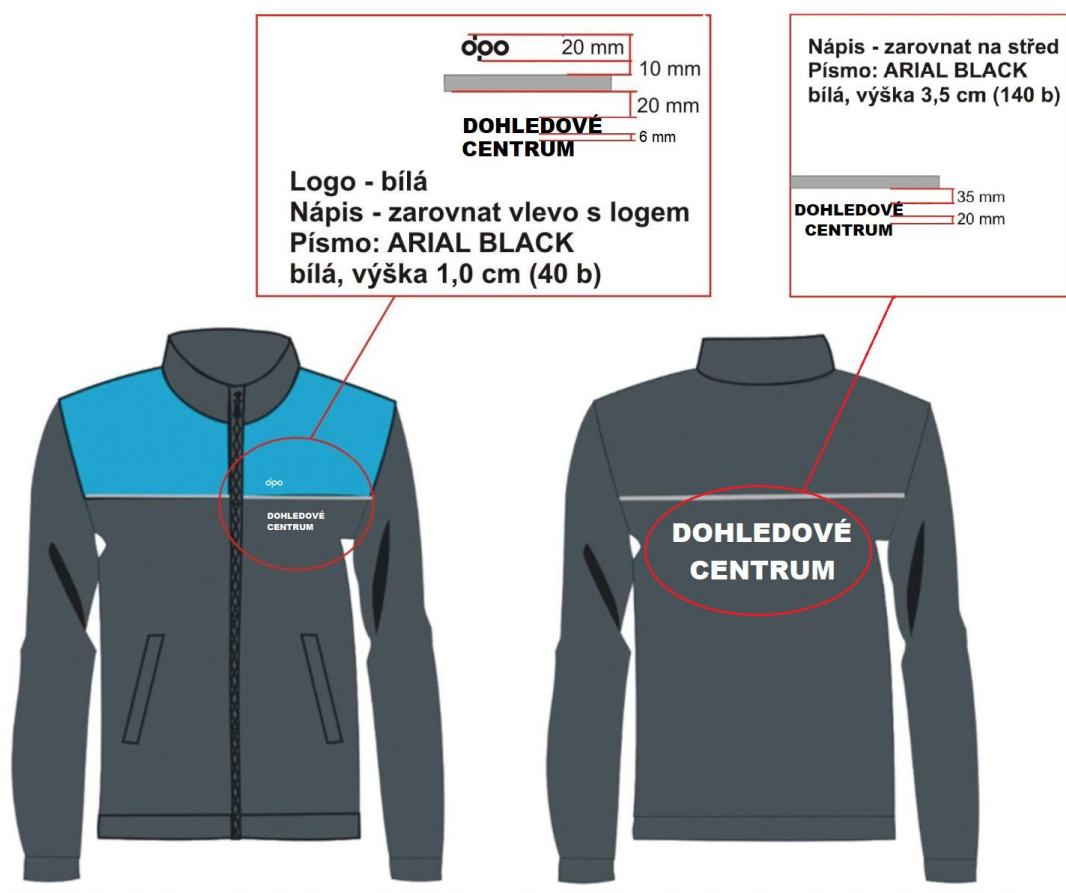 dpo
20 mm
10 mm
20 mm
DOHLEDOVÉ
CENTRUM
6 mm
Logo - bílá
Nápis - zarovnat vlevo s logem
Písmo: ARIAL BLACK
bílá, výška 1,0 cm (40 b)
Nápis - zarovnat na střed
Písmo: ARIAL BLACK
bílá, výška 3,5 cm (140 b)
35 mm
DOHLEDOVÉ
20 mm
CENTRUM
dpo
DOHLEDOVÉ
CENTRUM
DOHLEDOVÉ
CENTRUM